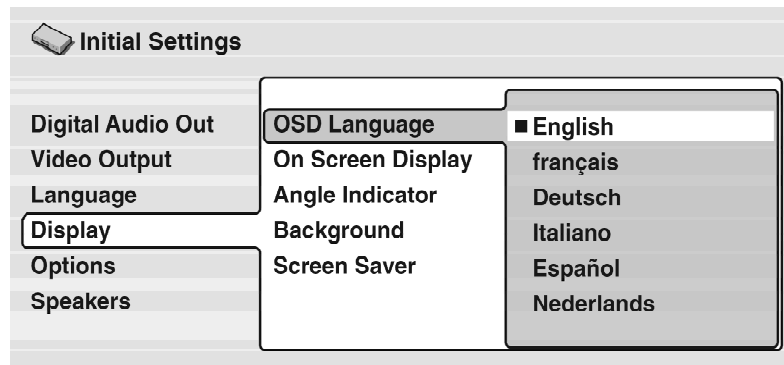 Initial Settings
Digital Audio Out
Video Output
Language
Display
Options
Speakers
OSD Language
On Screen Display
Angle Indicator
Background
Screen Saver
English
français
Deutsch
Italiano
Español
Nederlands